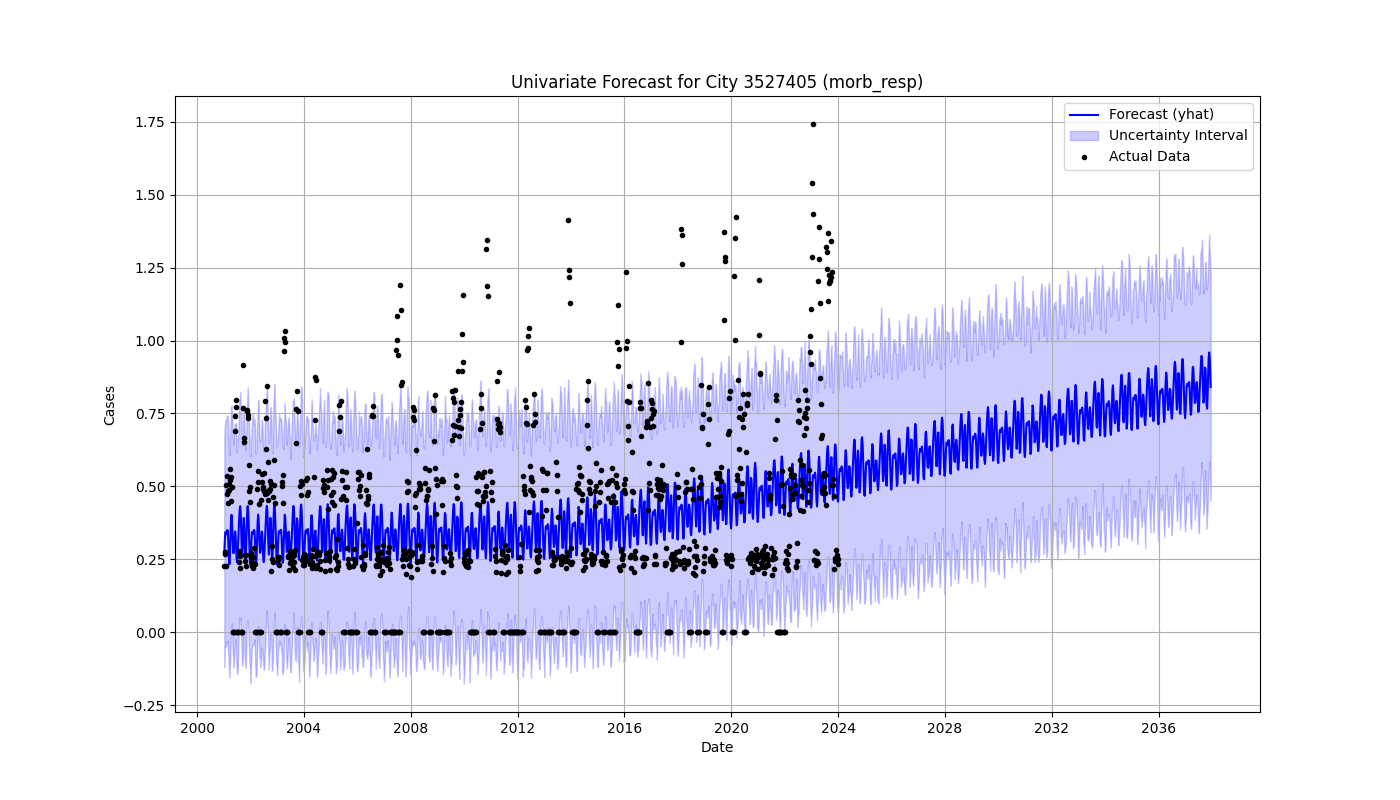 Univariate Forecast for City 3527405 (morb_resp)
Forecast (yhat)
Uncertainty Interval
Actual Data
Cases
1.75
1.50
1.25
1.00
0.75
0.50
0.25
0.00
−0.25
2000 2004 2008 2012 2016 2020 2024 2028 2032 2036
Date